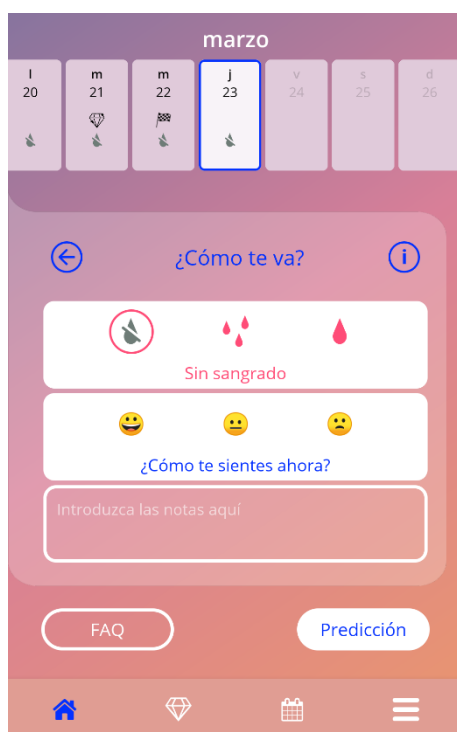 marzo
l m m j v s d
20 21 22 23 24 25 26
¿Cómo te va?
Sin sangrado
¿Cómo te sientes ahora?
Introduzca las notas aquí
FAQ Predicción